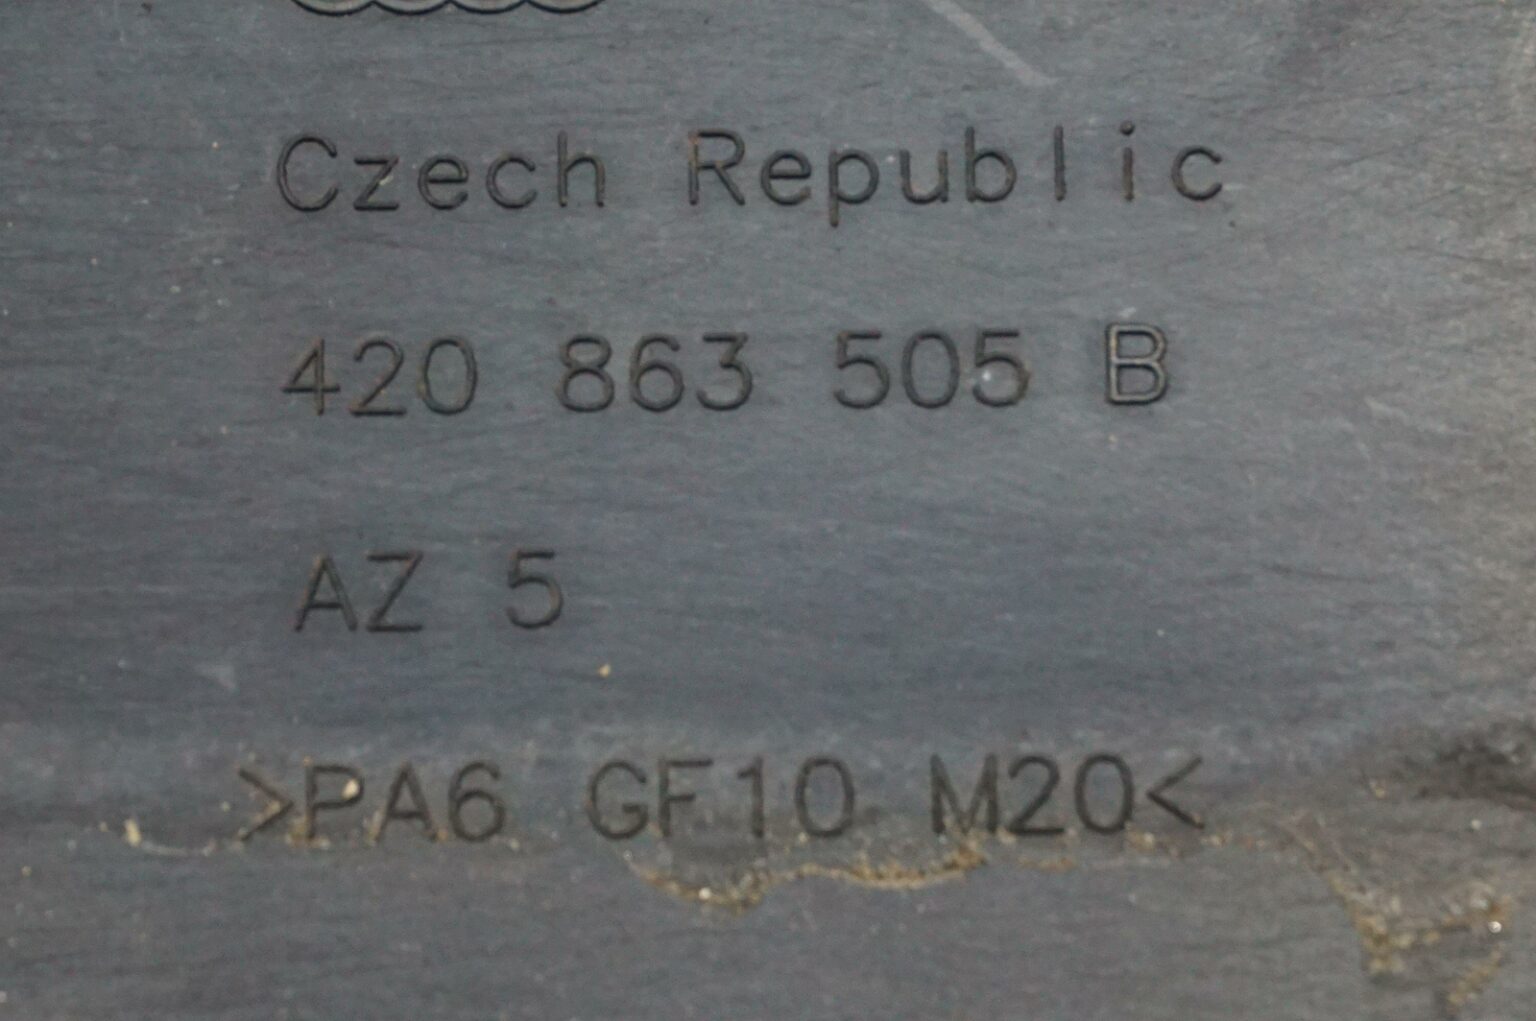 Czech Republic
420 863 505 B
AZ 5
>PA6 GF10 M20<